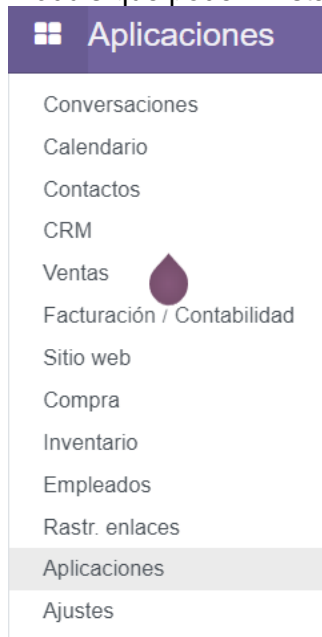 Aplicaciones
Conversaciones
Calendario
Contactos
CRM
Ventas
Facturación / Contabilidad
Sitio web
Compra
Inventario
Empleados
Rastr. enlaces
Aplicaciones
Ajustes